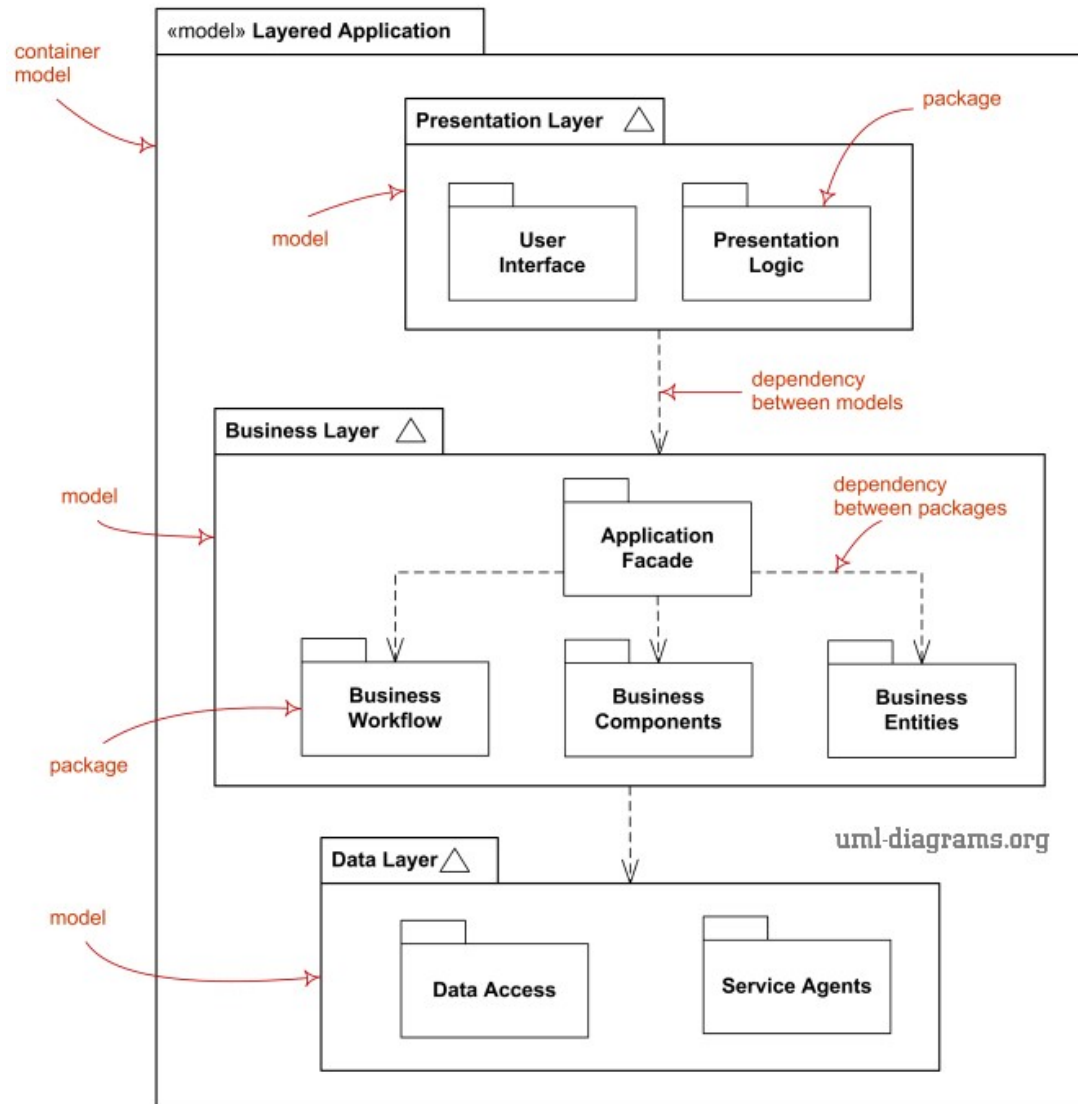 «model» Layered Application
container
model
Presentation Layer
package
model
User
Interface
Presentation
Logic
dependency
between models
Business Layer
model
dependency
between packages
Application
Facade
Business
Workflow
Business
Components
Business
Entities
package
uml-diagrams.org
Data Layer
model
Data Access
Service Agents